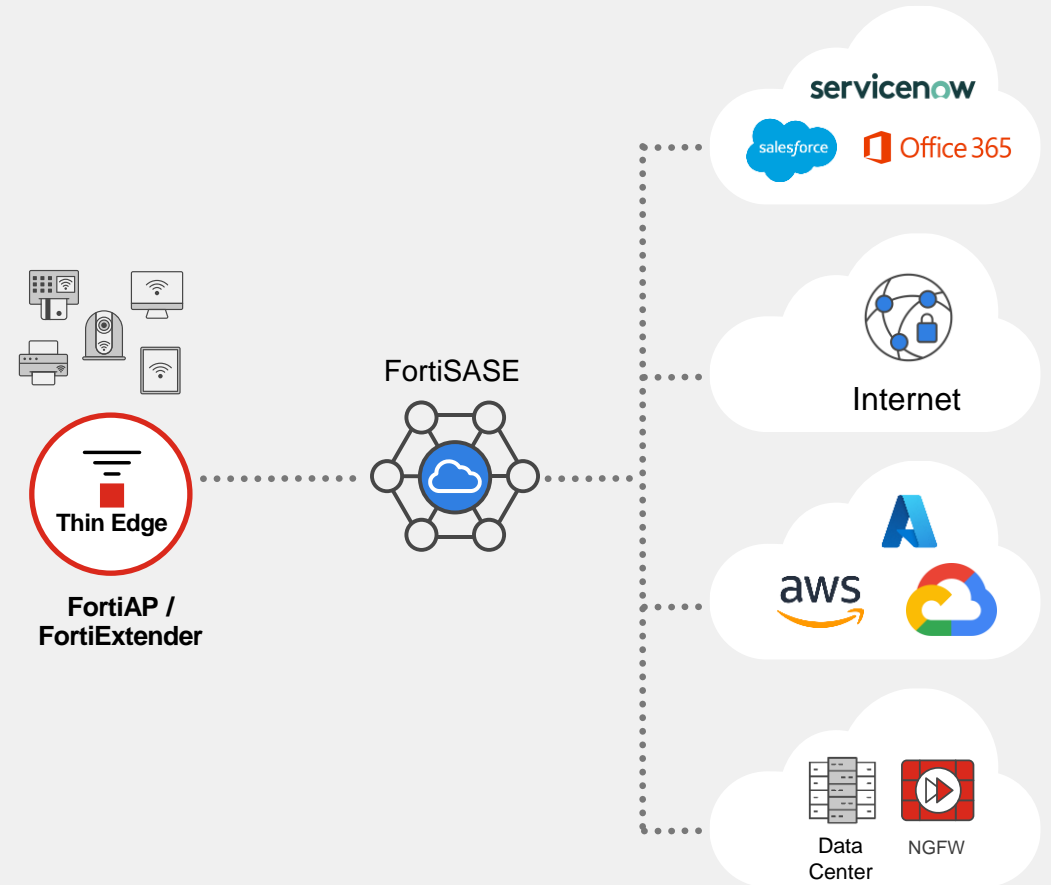 servicenow
salesforce
Office 365
FortiSASE
Internet
Thin Edge
FortiAP /
FortiExtender
aws
Data
Center
NGFW